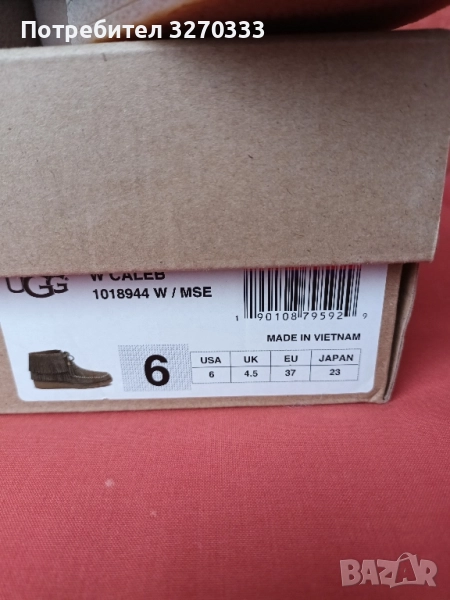 Потребител 3270333
UGG
W CALEB
1018944 W / MSE
1 90108 79592 9
MADE IN VIETNAM
6
USA UK EU JAPAN
6 4.5 37 23
BAZAR